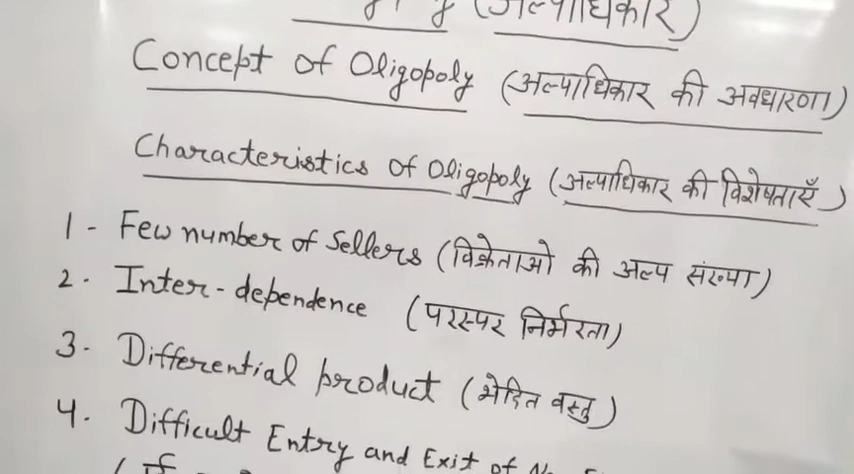 (अल्पाधिकार)
Concept of Oligopoly (अल्पाधिकार की अवधारणा)
Characteristics of Oligopoly (अल्पाधिकार की विशेषताएँ)
1 - Few number of Sellers (विक्रेताओ की अल्प संख्या)
2. Inter-dependence (परस्पर निर्भरता)
3. Differential product (भेदित वस्तु)
4. Difficult Entry and Exit of